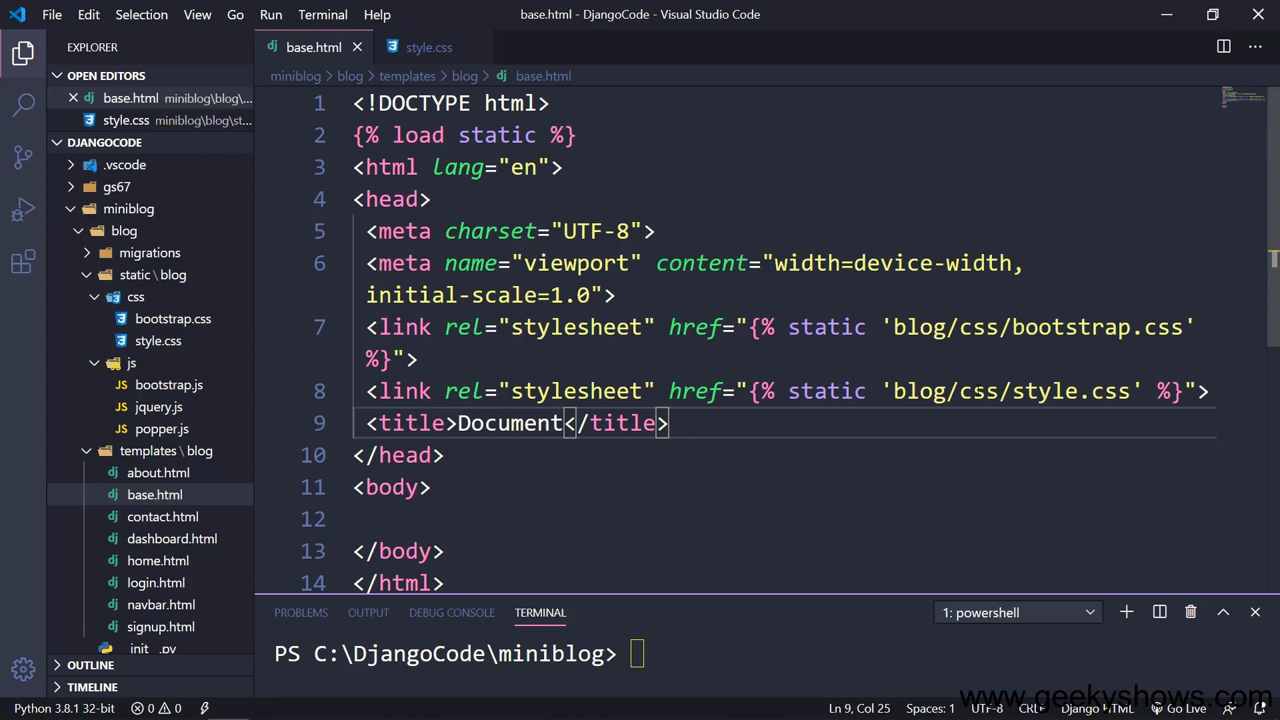 File Edit Selection View Go Run Terminal Help base.html - DjangoCode - Visual Studio Code
EXPLORER
base.html
style.css
OPEN EDITORS
base.html miniblog\blog\...
style.css miniblog\blog\st...
DJANGOCODE
.vscode
gs67
miniblog
blog
migrations
static \ blog
css
bootstrap.css
style.css
js
bootstrap.js
jquery.js
popper.js
templates \ blog
about.html
base.html
contact.html
dashboard.html
home.html
login.html
navbar.html
signup.html
__init__.py
OUTLINE
TIMELINE
miniblog > blog > templates > blog > base.html
1 <!DOCTYPE html>
2 {% load static %}
3 <html lang="en">
4 <head>
5 <meta charset="UTF-8">
6 <meta name="viewport" content="width=device-width,
initial-scale=1.0">
7 <link rel="stylesheet" href="{% static 'blog/css/bootstrap.css'
%}">
8 <link rel="stylesheet" href="{% static 'blog/css/style.css' %}">
9 <title>Document</title>
10 </head>
11 <body>
12
13 </body>
14 </html>
PROBLEMS OUTPUT DEBUG CONSOLE TERMINAL 1: powershell
PS C:\DjangoCode\miniblog>
www.geekyshows.com
Python 3.8.1 32-bit 0 0 Ln 9, Col 25 Spaces: 1 UTF-8 CRLF Django HTML Go Live